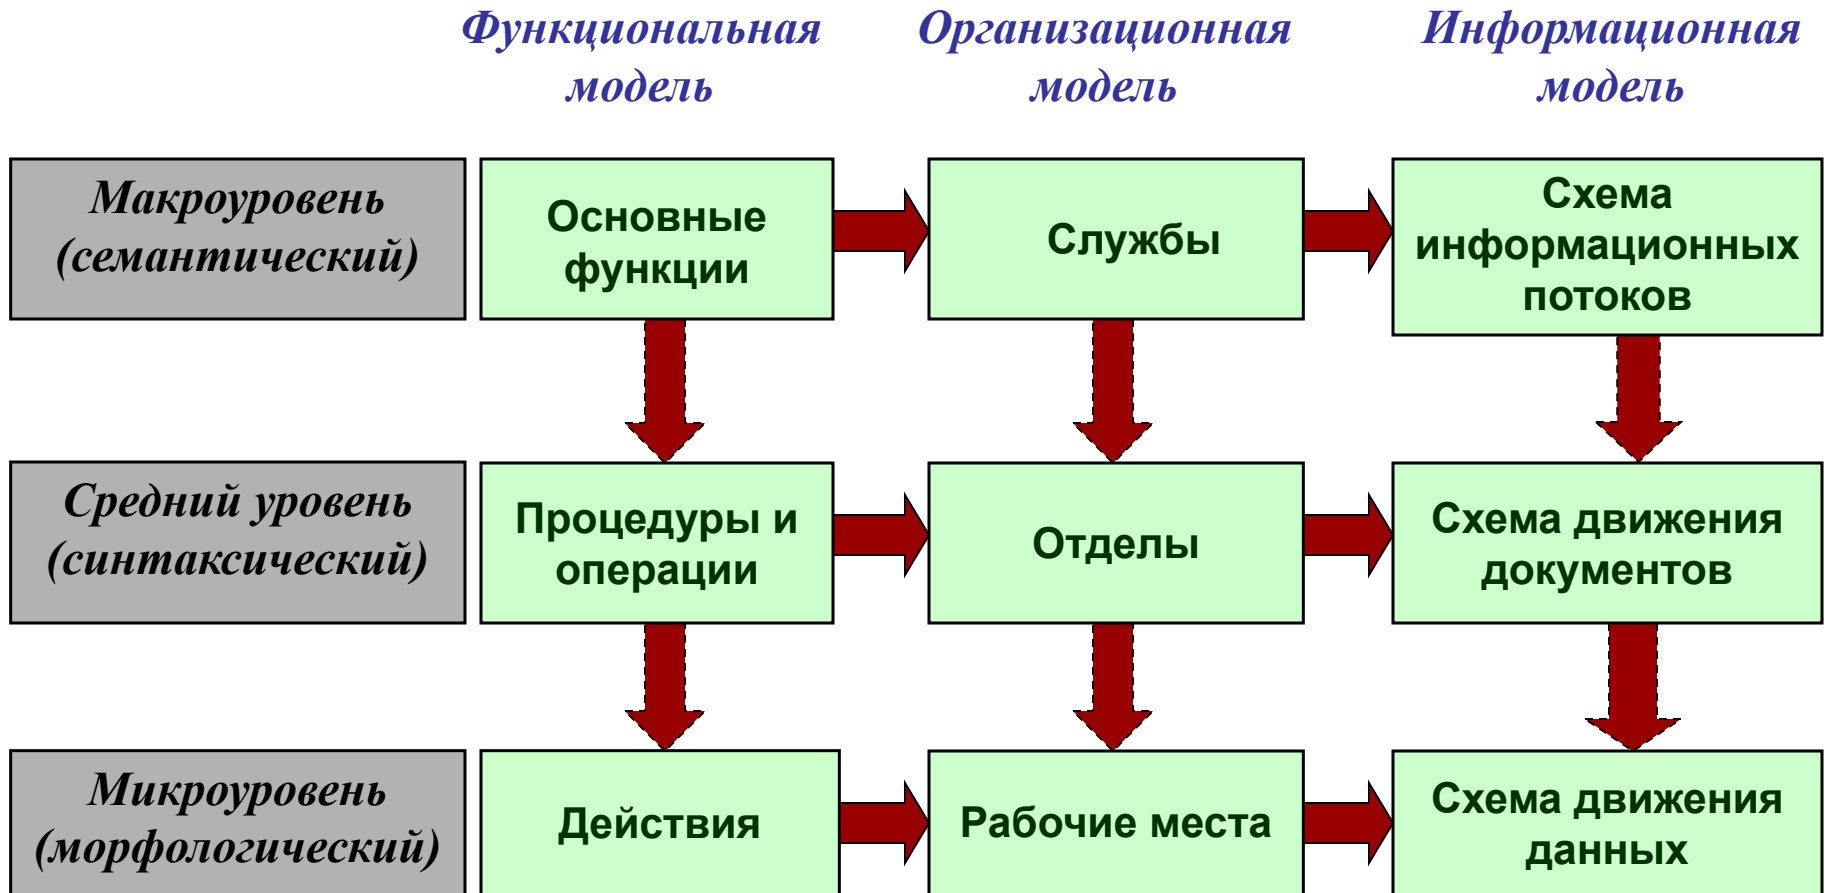 Функциональная
модель
Организационная
модель
Информационная
модель
Макроуровень
(семантический)
Основные
функции
Службы
Схема
информационных
потоков
Средний уровень
(синтаксический)
Процедуры и
операции
Отделы
Схема движения
документов
Микроуровень
(морфологический)
Действия
Рабочие места
Схема движения
данных